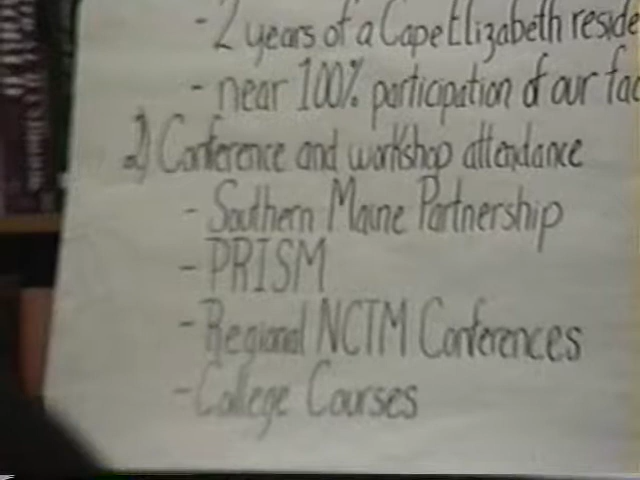 - 2 years of a Cape Elizabeth reside
- near 100% participation of our fac
2) Conference and workshop attendance
- Southern Maine Partnership
- PRISM
- Regional NCTM Conferences
- College Courses